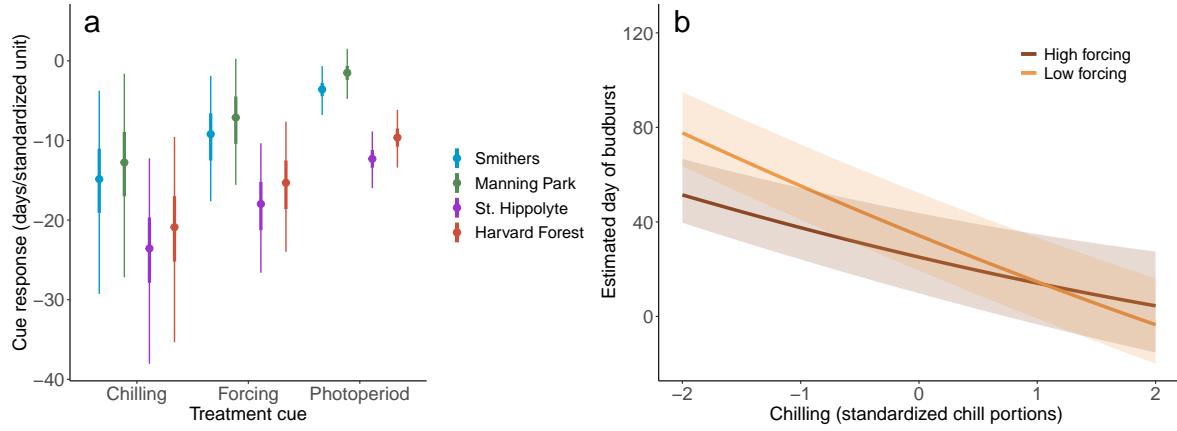 a
Cue response (days/standardized unit)
0
−10
−20
−30
−40
Chilling
Forcing
Photoperiod
Treatment cue
Smithers
Manning Park
St. Hippolyte
Harvard Forest
b
Estimated day of budburst
120
80
40
0
−2
−1
0
1
2
Chilling (standardized chill portions)
High forcing
Low forcing